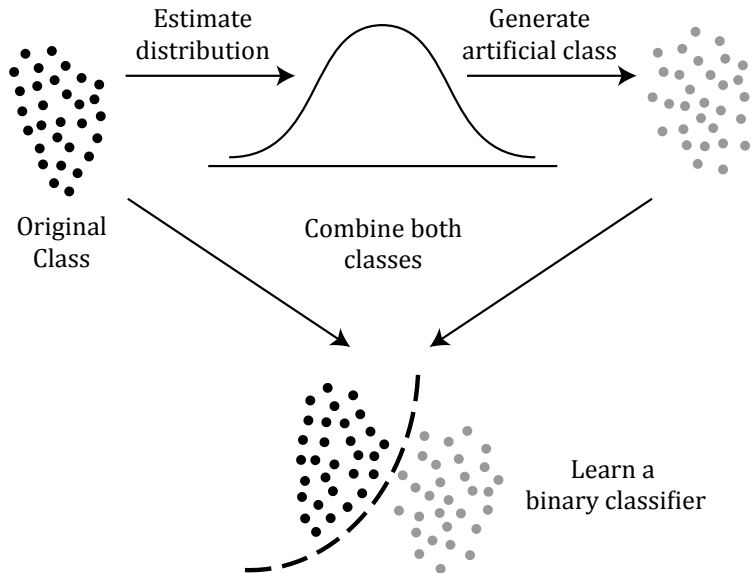 Estimate
distribution
Generate
artificial class
Original
Class
Combine both
classes
Learn a
binary classifier